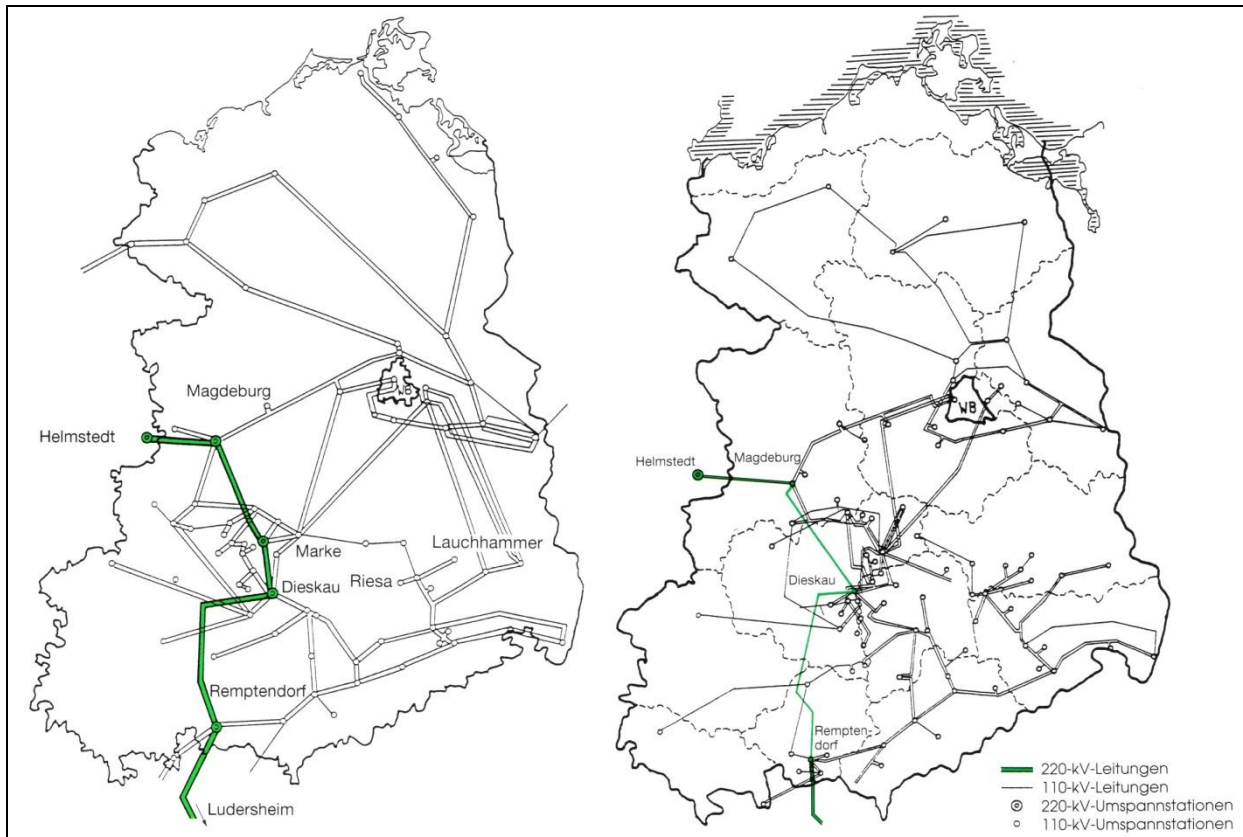 WB
Magdeburg
Helmstedt
Marke
Lauchhammer
Riesa
Dieskau
Remptendorf
Ludersheim
WB
Helmstedt
Magdeburg
Dieskau
Rempten-
dorf
220-kV-Leitungen
110-kV-Leitungen
220-kV-Umspannstationen
110-kV-Umspannstationen